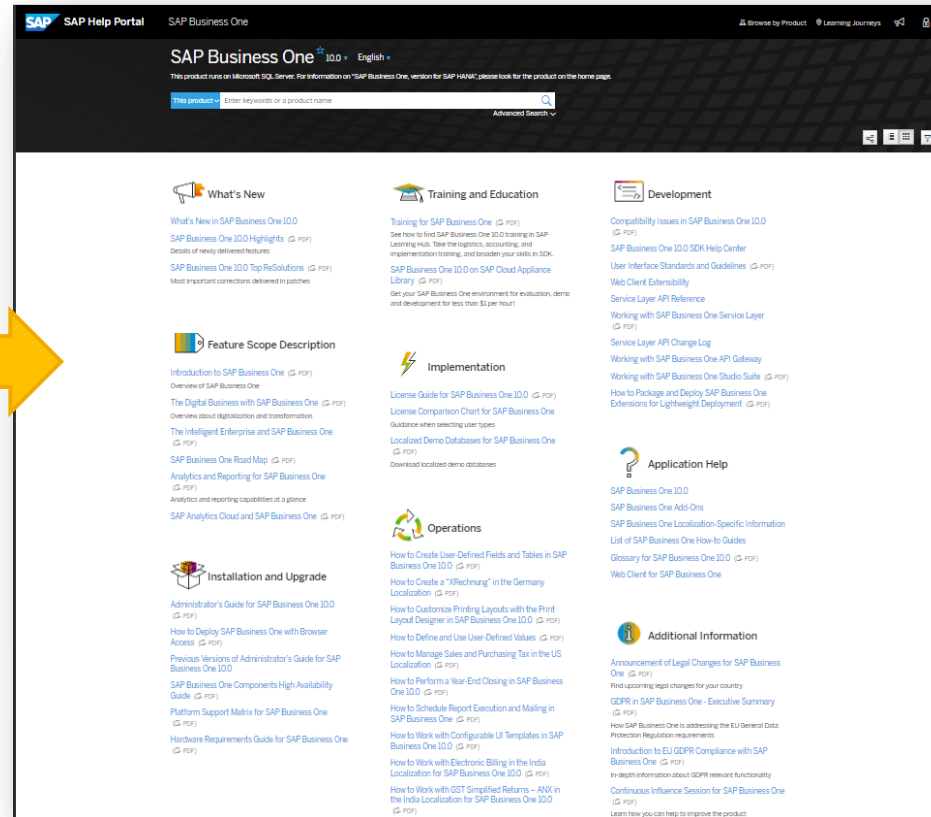 SAP SAP Help Portal SAP Business One
Browse by Product Learning Journeys
SAP Business One 10.0 English
This product runs on Microsoft SQL Server. For information on "SAP Business One, version for SAP HANA", please look for the product on the home page.
This product Enter keywords or a product name
Advanced Search
What's New
What's New in SAP Business One 10.0
SAP Business One 10.0 Highlights (PDF)
Details of newly delivered features
SAP Business One 10.0 Top ReSolutions (PDF)
Most important corrections delivered in patches
Feature Scope Description
Introduction to SAP Business One (PDF)
Overview of SAP Business One
The Digital Business with SAP Business One (PDF)
Overview about digitalization and transformation
The Intelligent Enterprise and SAP Business One
(PDF)
SAP Business One Road Map (PDF)
Analytics and Reporting for SAP Business One
(PDF)
Analytics and reporting capabilities at a glance
SAP Analytics Cloud and SAP Business One (PDF)
Installation and Upgrade
Administrator's Guide for SAP Business One 10.0
(PDF)
How to Deploy SAP Business One with Browser
Access (PDF)
Previous Versions of Administrator's Guide for SAP
Business One 10.0
SAP Business One Components High Availability
Guide (PDF)
Platform Support Matrix for SAP Business One
(PDF)
Hardware Requirements Guide for SAP Business One
(PDF)
Training and Education
Training for SAP Business One (PDF)
See how to find SAP Business One 10.0 training in SAP
Learning Hub. Take the logistics, accounting, and
implementation training, and broaden your skills in SDK.
SAP Business One 10.0 on SAP Cloud Appliance
Library (PDF)
Get your SAP Business One environment for evaluation, demo
and development for less than $1 per hour!
Implementation
License Guide for SAP Business One 10.0 (PDF)
License Comparison Chart for SAP Business One
Guidance when selecting user types
Localized Demo Databases for SAP Business One
(PDF)
Download localized demo databases
Operations
How to Create User-Defined Fields and Tables in SAP
Business One 10.0 (PDF)
How to Create a "XRechnung" in the Germany
Localization (PDF)
How to Customize Printing Layouts with the Print
Layout Designer in SAP Business One 10.0 (PDF)
How to Define and Use User-Defined Values (PDF)
How to Manage Sales and Purchasing Tax in the US
Localization (PDF)
How to Perform a Year-End Closing in SAP Business
One 10.0 (PDF)
How to Schedule Report Execution and Mailing in
SAP Business One (PDF)
How to Work with Configurable UI Templates in SAP
Business One 10.0 (PDF)
How to Work with Electronic Billing in the India
Localization for SAP Business One 10.0 (PDF)
How to Work with GST Simplified Returns – ANX in
the India Localization for SAP Business One 10.0
(PDF)
Development
Compatibility Issues in SAP Business One 10.0
(PDF)
SAP Business One 10.0 SDK Help Center
User Interface Standards and Guidelines (PDF)
Web Client Extensibility
Service Layer API Reference
Working with SAP Business One Service Layer
(PDF)
Service Layer API Change Log
Working with SAP Business One API Gateway
Working with SAP Business One Studio Suite (PDF)
How to Package and Deploy SAP Business One
Extensions for Lightweight Deployment (PDF)
Application Help
SAP Business One 10.0
SAP Business One Add-Ons
SAP Business One Localization-Specific Information
List of SAP Business One How-to Guides
Glossary for SAP Business One 10.0 (PDF)
Web Client for SAP Business One
Additional Information
Announcement of Legal Changes for SAP Business
One (PDF)
Find upcoming legal changes for your country
GDPR in SAP Business One - Executive Summary
(PDF)
How SAP Business One is addressing the EU General Data
Protection Regulation requirements
Introduction to EU GDPR Compliance with SAP
Business One (PDF)
In-depth information about GDPR relevant functionality
Continuous Influence Session for SAP Business One
(PDF)
Learn how you can help to improve the product